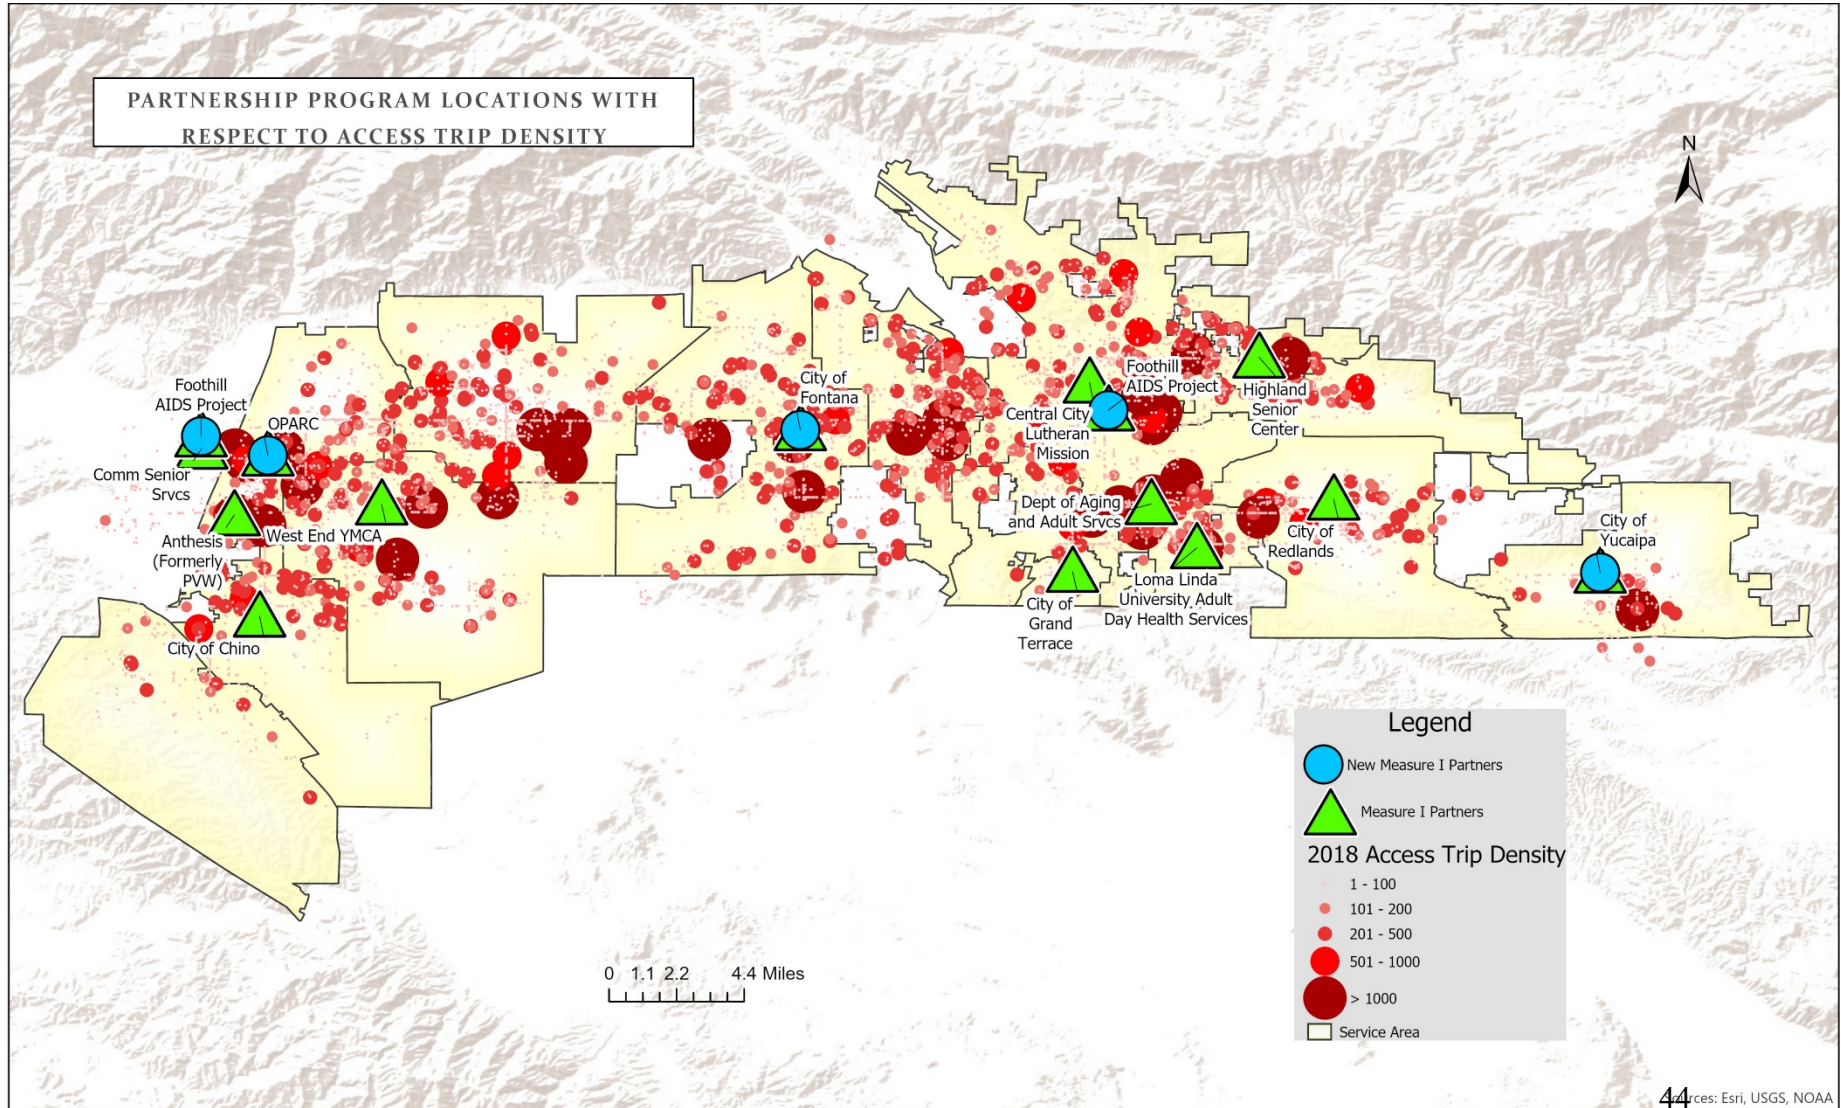 PARTNERSHIP PROGRAM LOCATIONS WITH
RESPECT TO ACCESS TRIP DENSITY
N
Foothill
AIDS Project
OPARC
Comm Senior
Srvcs
Anthesis
(Formerly
PVW)
West End YMCA
City of Chino
City of
Fontana
Foothill
AIDS Project
Central City
Lutheran
Mission
Highland
Senior
Center
Dept of Aging
and Adult Srvcs
City of
Redlands
Loma Linda
University Adult
Day Health Services
City of
Grand
Terrace
City of
Yucaipa
0 1.1 2.2 4.4 Miles
Legend
New Measure I Partners
Measure I Partners
2018 Access Trip Density
1 - 100
101 - 200
201 - 500
501 - 1000
> 1000
Service Area
44
Esri, USGS, NOAA